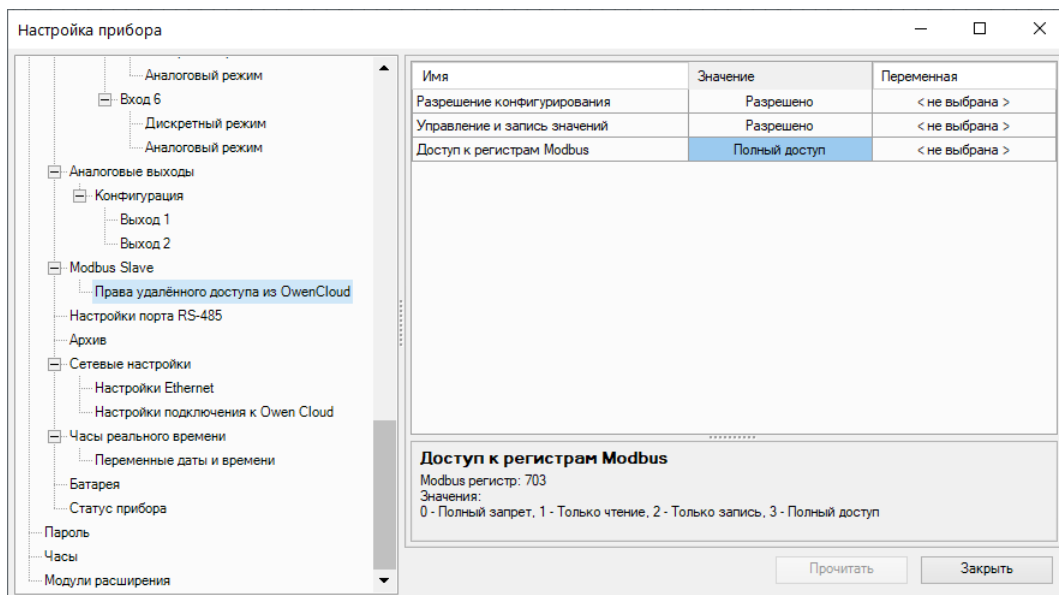 Настройка прибора
Аналоговый режим
Вход 6
Дискретный режим
Аналоговый режим
Аналоговые выходы
Конфигурация
Выход 1
Выход 2
Modbus Slave
Права удалённого доступа из OwenCloud
Настройки порта RS-485
Архив
Сетевые настройки
Настройки Ethernet
Настройки подключения к Owen Cloud
Часы реального времени
Переменные даты и времени
Батарея
Статус прибора
Пароль
Часы
Модули расширения
Имя Значение Переменная
Разрешение конфигурирования Разрешено < не выбрана >
Управление и запись значений Разрешено < не выбрана >
Доступ к регистрам Modbus Полный доступ < не выбрана >
Доступ к регистрам Modbus
Modbus регистр: 703
Значения:
0 - Полный запрет, 1 - Только чтение, 2 - Только запись, 3 - Полный доступ
Прочитать Закрыть